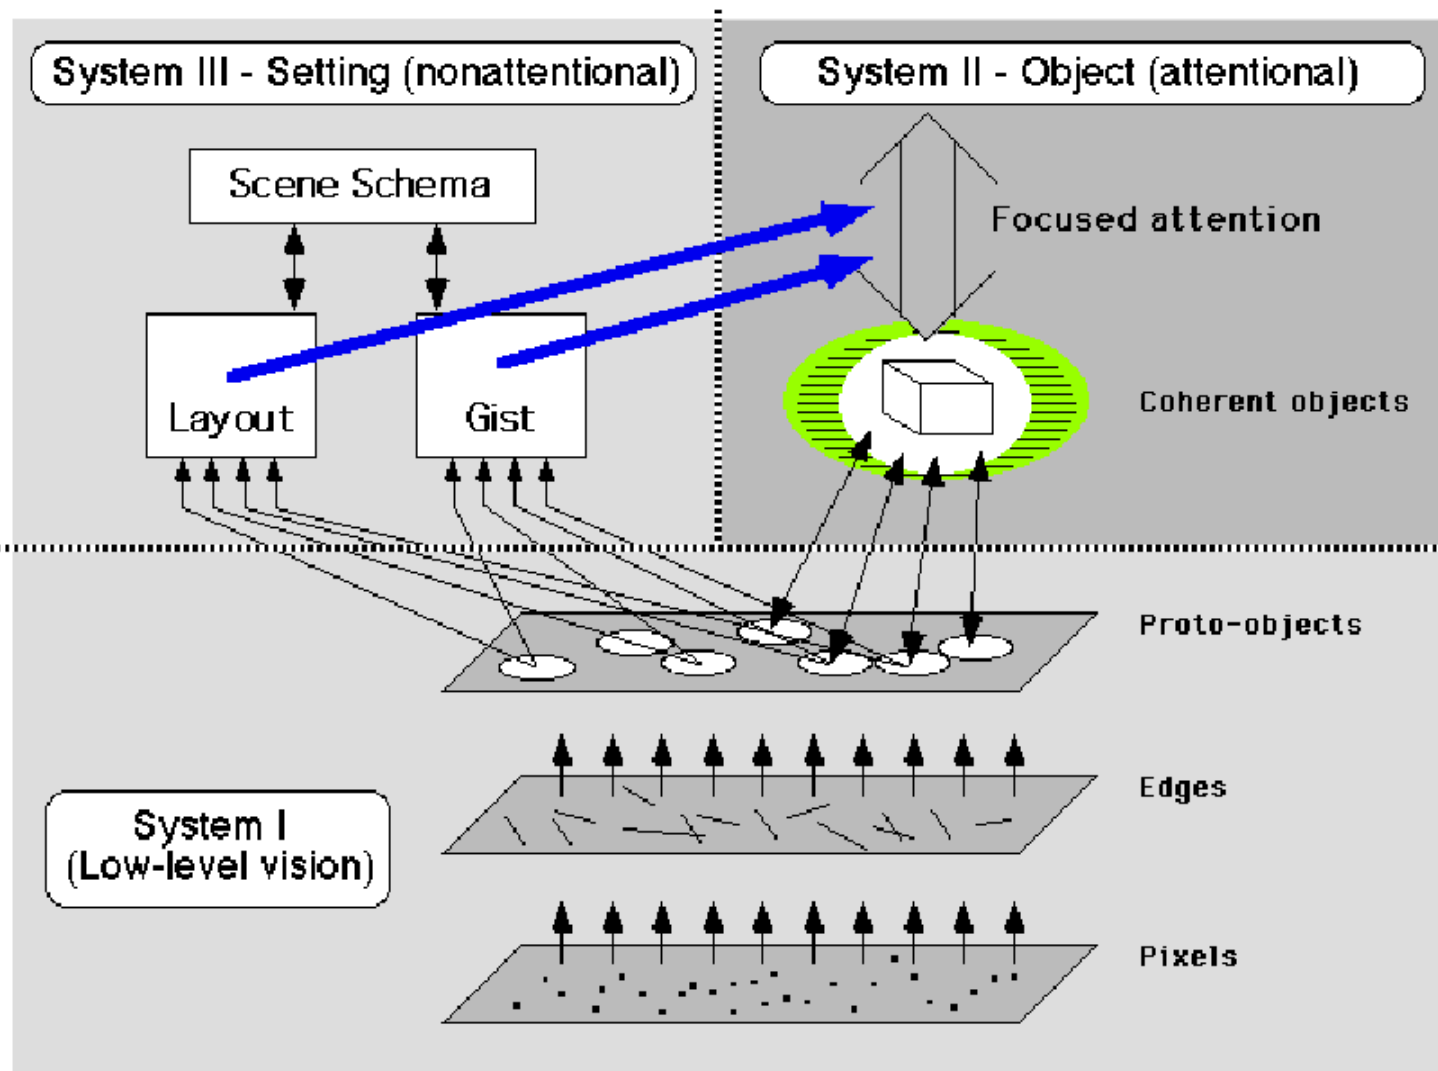 System III - Setting (nonattentional)
System II - Object (attentional)
Scene Schema
Focused attention
Layout
Gist
Coherent objects
Proto-objects
Edges
System I
(Low-level vision)
Pixels